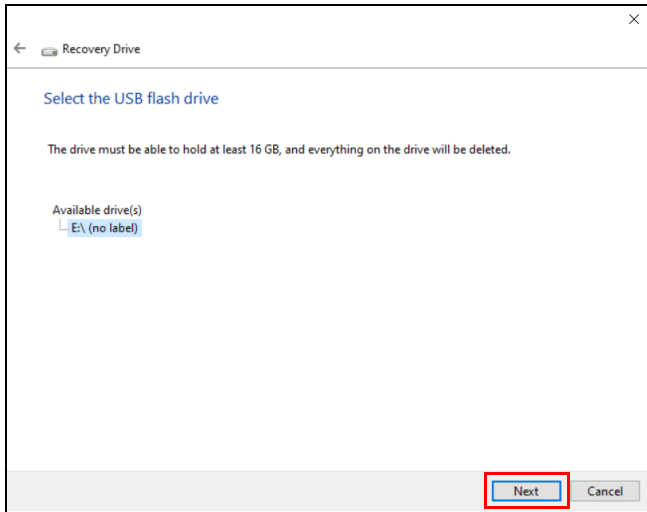 Recovery Drive
Select the USB flash drive
The drive must be able to hold at least 16 GB, and everything on the drive will be deleted.
Available drive(s)
E:\ (no label)
Next Cancel